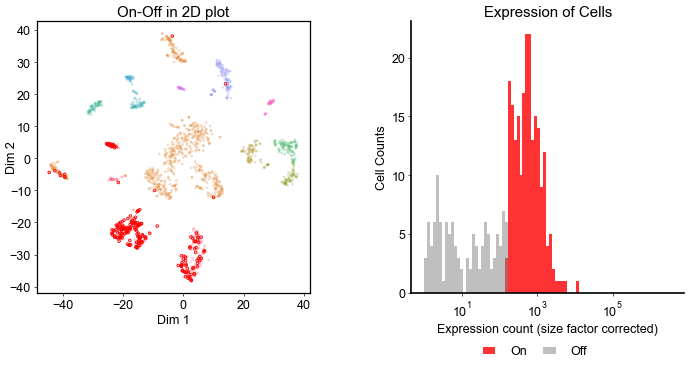 On-Off in 2D plot
40
30
20
10
0
−10
−20
−30
−40
Dim 2
−40 −20 0 20 40
Dim 1
Expression of Cells
20
15
10
5
0
Cell Counts
10^1 10^3 10^5
Expression count (size factor corrected)
On Off